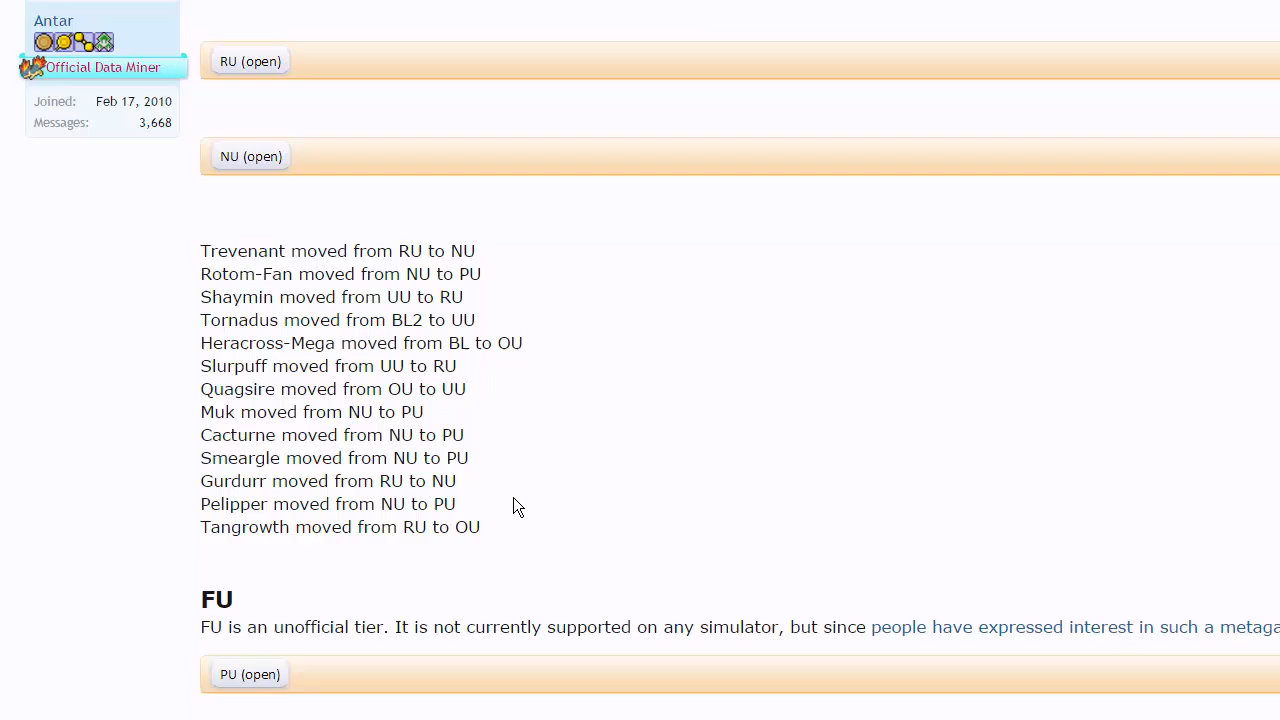 Antar
Official Data Miner
Joined: Feb 17, 2010
Messages: 3,668
RU (open)
NU (open)
Trevenant moved from RU to NU
Rotom-Fan moved from NU to PU
Shaymin moved from UU to RU
Tornadus moved from BL2 to UU
Heracross-Mega moved from BL to OU
Slurpuff moved from UU to RU
Quagsire moved from OU to UU
Muk moved from NU to PU
Cacturne moved from NU to PU
Smeargle moved from NU to PU
Gurdurr moved from RU to NU
Pelipper moved from NU to PU
Tangrowth moved from RU to OU
FU
FU is an unofficial tier. It is not currently supported on any simulator, but since people have expressed interest in such a metaga
PU (open)